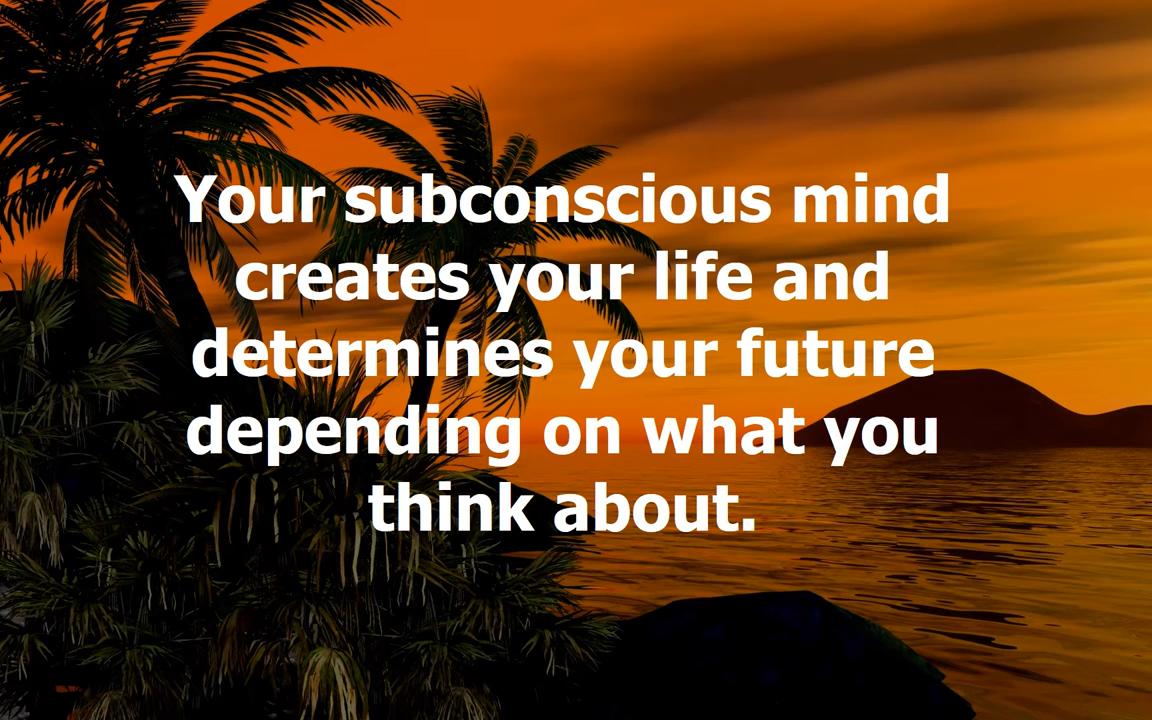 Your subconscious mind
creates your life and
determines your future
depending on what you
think about.